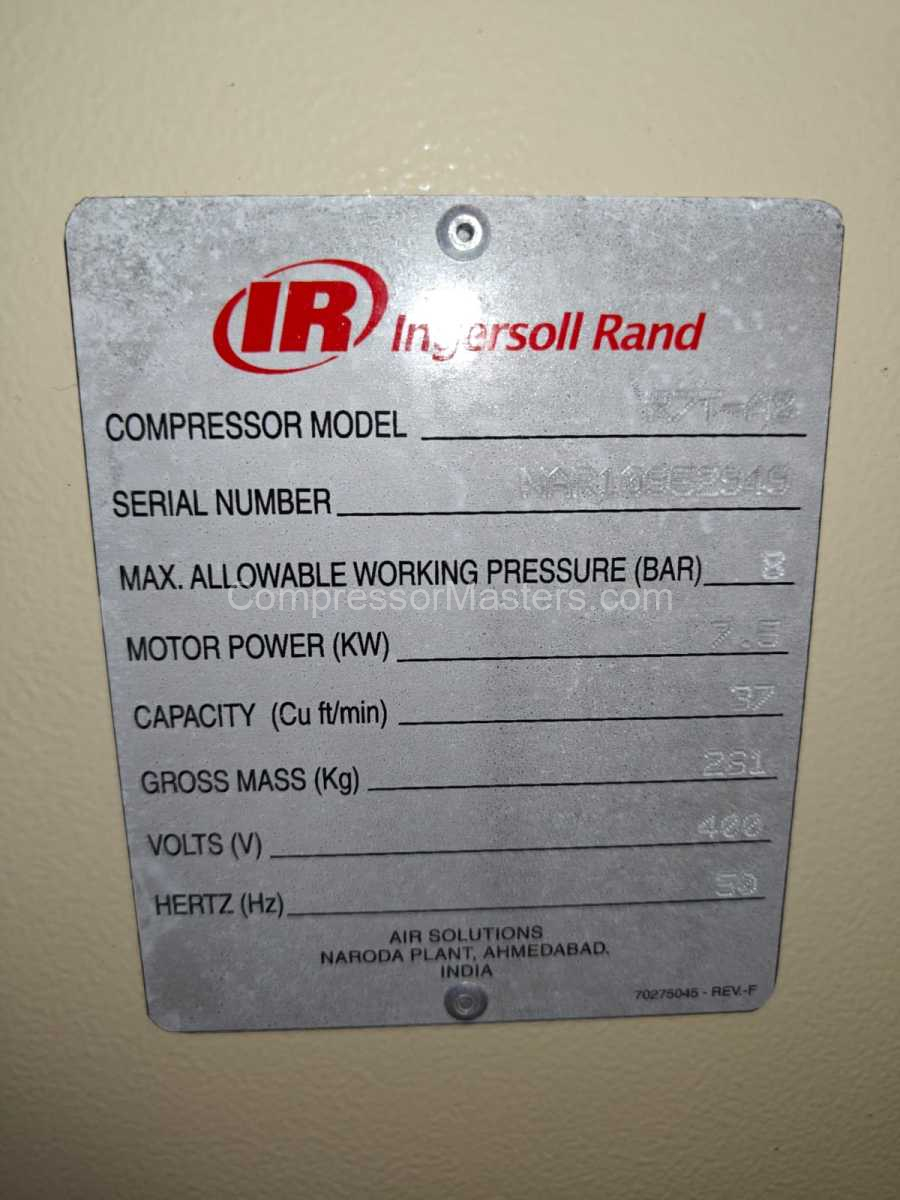 IR Ingersoll Rand
COMPRESSOR MODEL
SERIAL NUMBER
MAX. ALLOWABLE WORKING PRESSURE (BAR) 8
CompressorMasters.com
MOTOR POWER (KW) 7.5
CAPACITY (Cu ft/min) 37
GROSS MASS (Kg)
VOLTS (V) 400
HERTZ (Hz) 50
AIR SOLUTIONS
NARODA PLANT, AHMEDABAD.
INDIA
70275045 - REV.-F